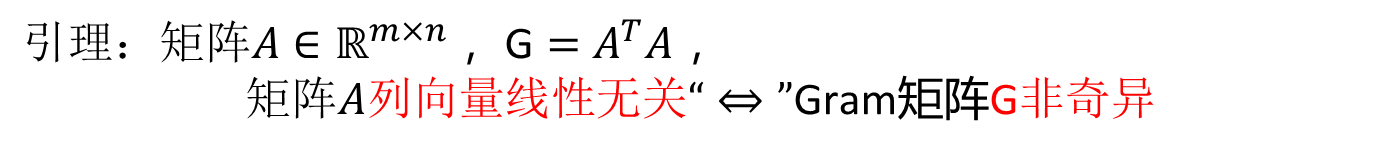 引理：矩阵𝐴 ∈ ℝ^{𝑚×𝑛}，G = 𝐴^𝑇𝐴，
矩阵𝐴列向量线性无关“ ⇔ ”Gram矩阵G非奇异